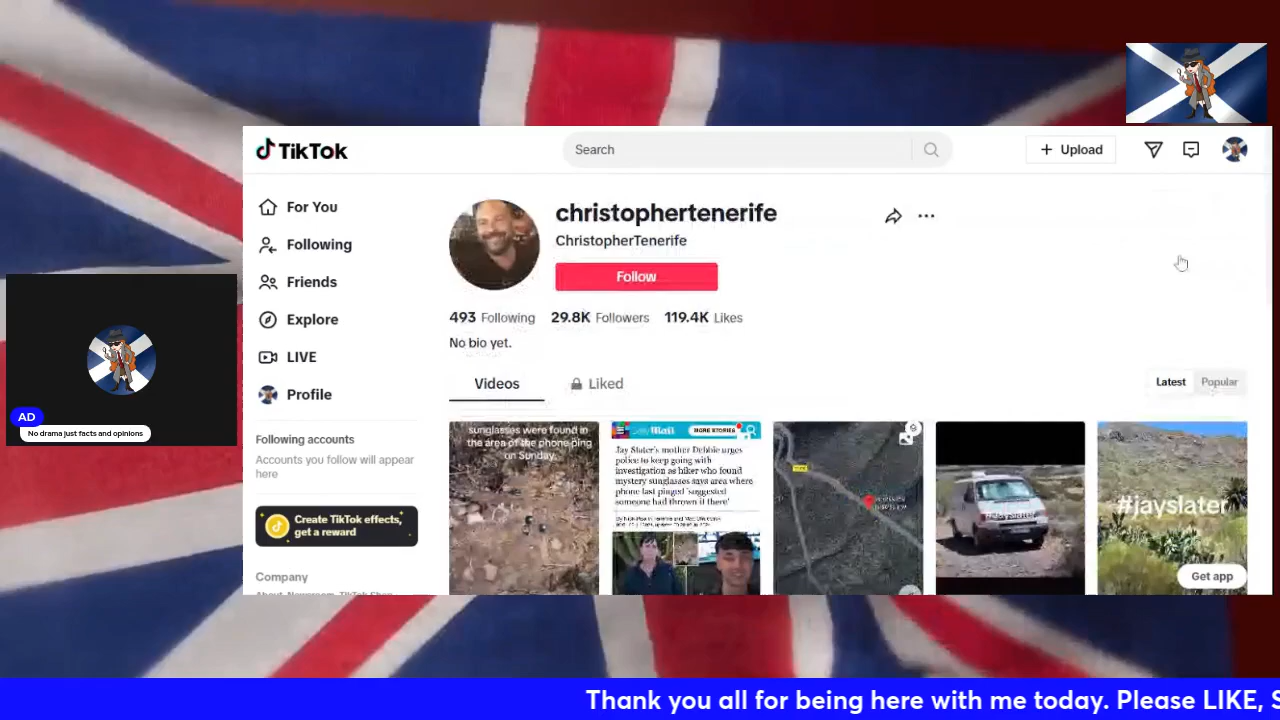 TikTok
Search
Upload
For You
Following
Friends
Explore
LIVE
Profile
Following accounts
Accounts you follow will appear
here
Create TikTok effects,
get a reward
Company
christophertenerife
ChristopherTenerife
Follow
493 Following 29.8K Followers 119.4K Likes
No bio yet.
Videos
Liked
Latest Popular
sunglasses were found in
the area of the phone ping
on Sunday.
Mail
MORE STORIES
Jay Slater's mother Debbie urges
police to keep going with
investigation as hiker who found
mystery sunglasses says area where
phone last pinged 'suggested
someone had thrown it there'
#jayslater
#jayslater
Get app
AD
No drama just facts and opinions
Thank you all for being here with me today. Please LIKE, S